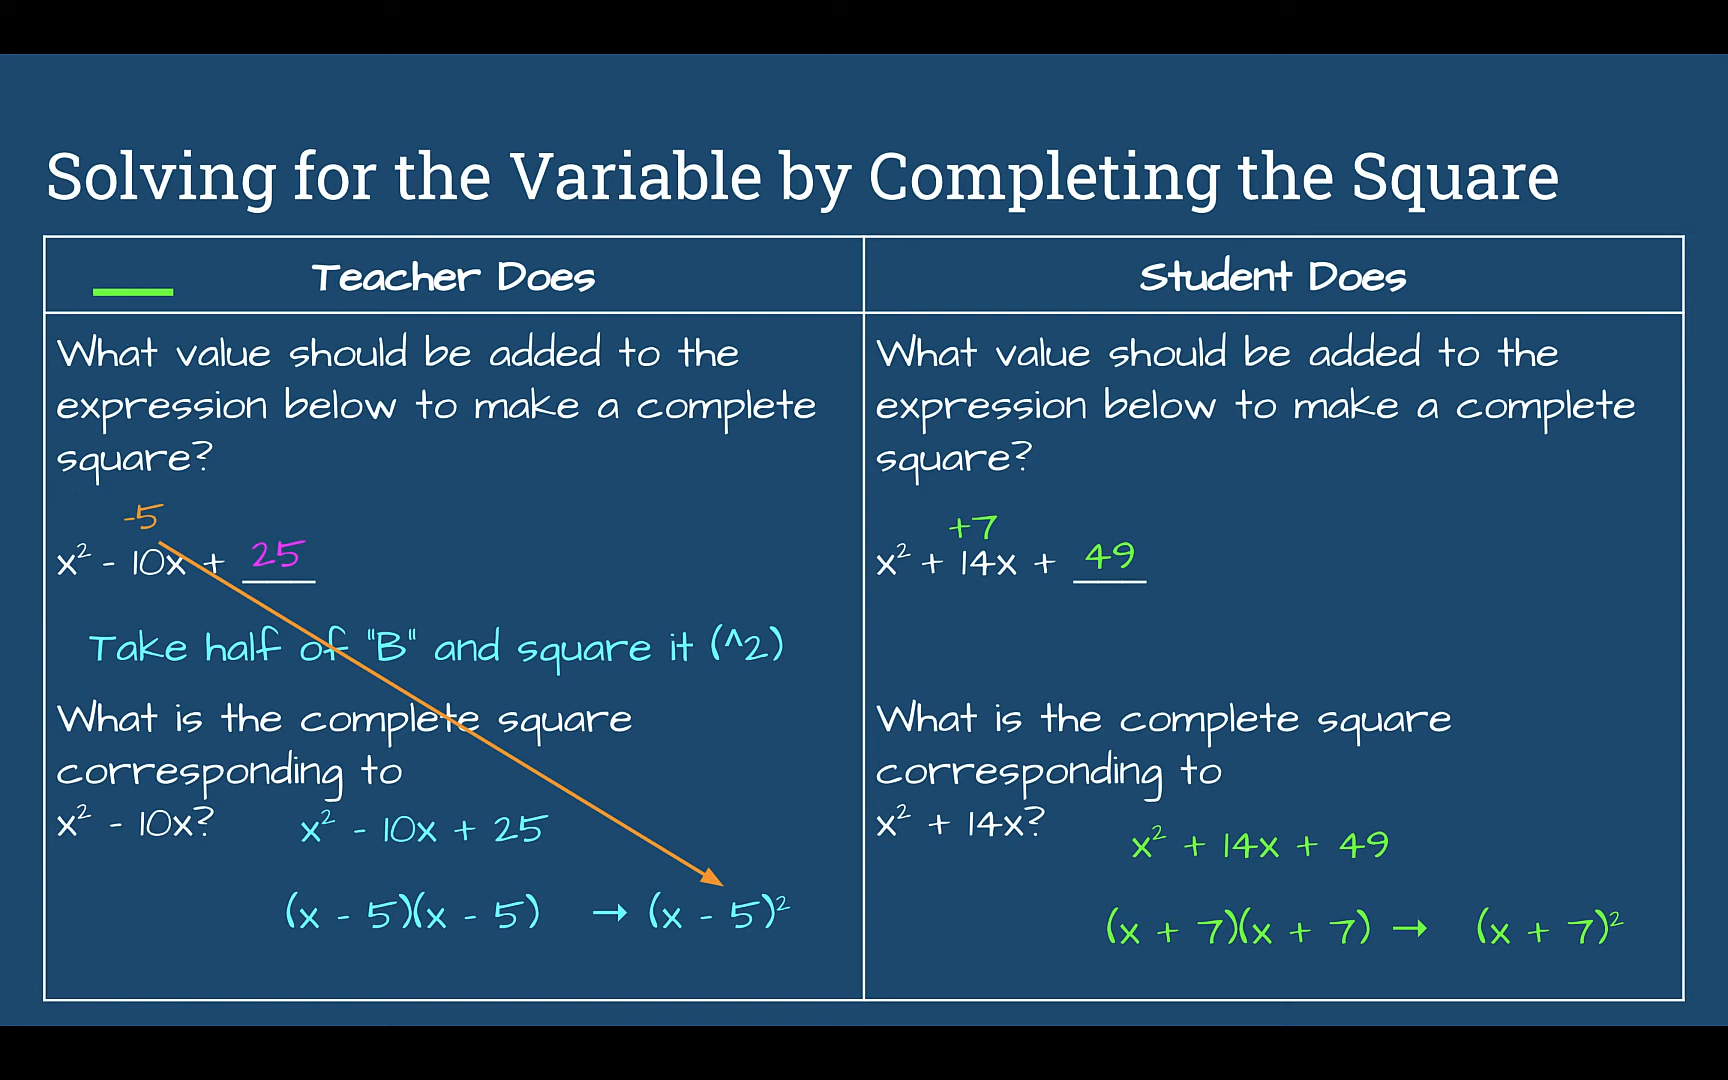 Solving for the Variable by Completing the Square
Teacher Does
What value should be added to the
expression below to make a complete
square?
-5
x² - 10x + 25
Take half of "B" and square it (^2)
What is the complete square
corresponding to
x² - 10x?
x² - 10x + 25
(x - 5)(x - 5) → (x - 5)²
Student Does
What value should be added to the
expression below to make a complete
square?
+7
x² + 14x + 49
What is the complete square
corresponding to
x² + 14x?
x² + 14x + 49
(x + 7)(x + 7) → (x + 7)²